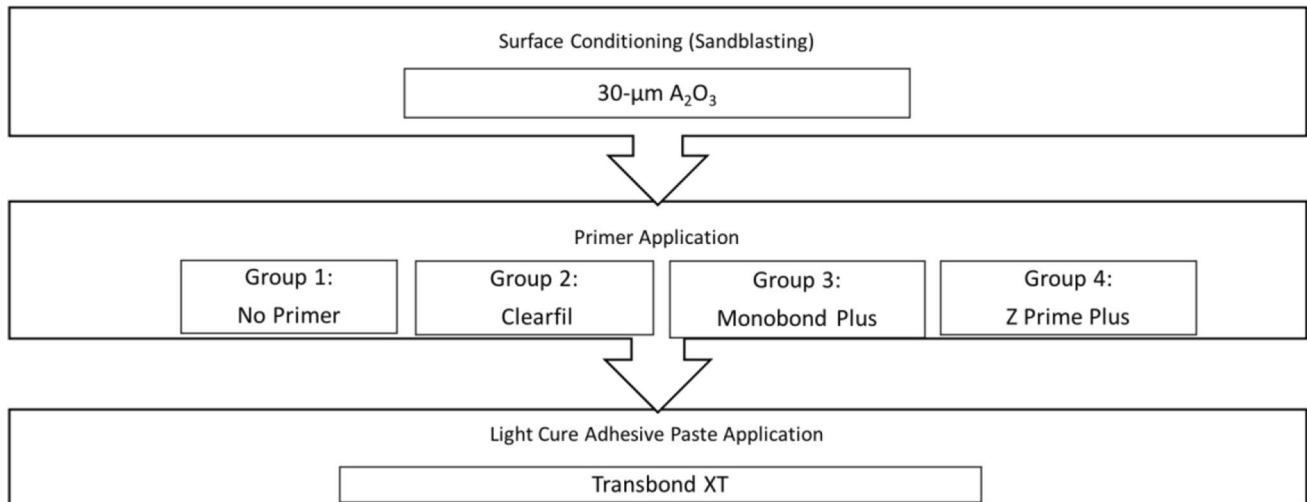 Surface Conditioning (Sandblasting)
30-µm A₂O₃
Primer Application
Group 1:
No Primer
Group 2:
Clearfil
Group 3:
Monobond Plus
Group 4:
Z Prime Plus
Light Cure Adhesive Paste Application
Transbond XT